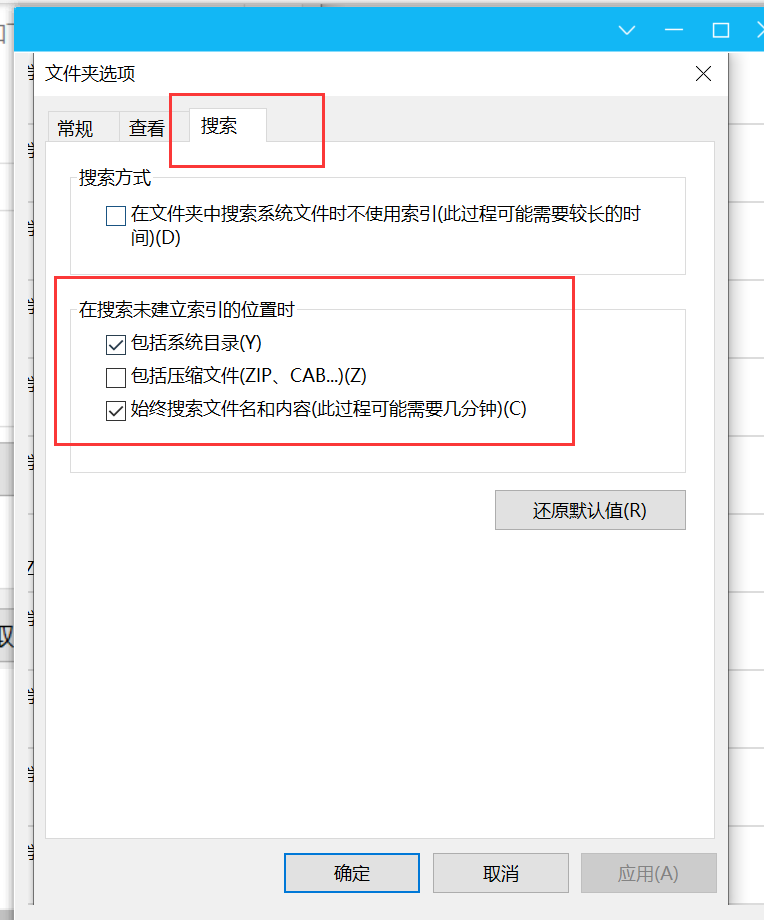 文件夹选项
常规 查看 搜索
搜索方式
在文件夹中搜索系统文件时不使用索引(此过程可能需要较长的时
间)(D)
在搜索未建立索引的位置时
包括系统目录(Y)
包括压缩文件(ZIP、CAB...)(Z)
始终搜索文件名和内容(此过程可能需要几分钟)(C)
还原默认值(R)
确定 取消 应用(A)